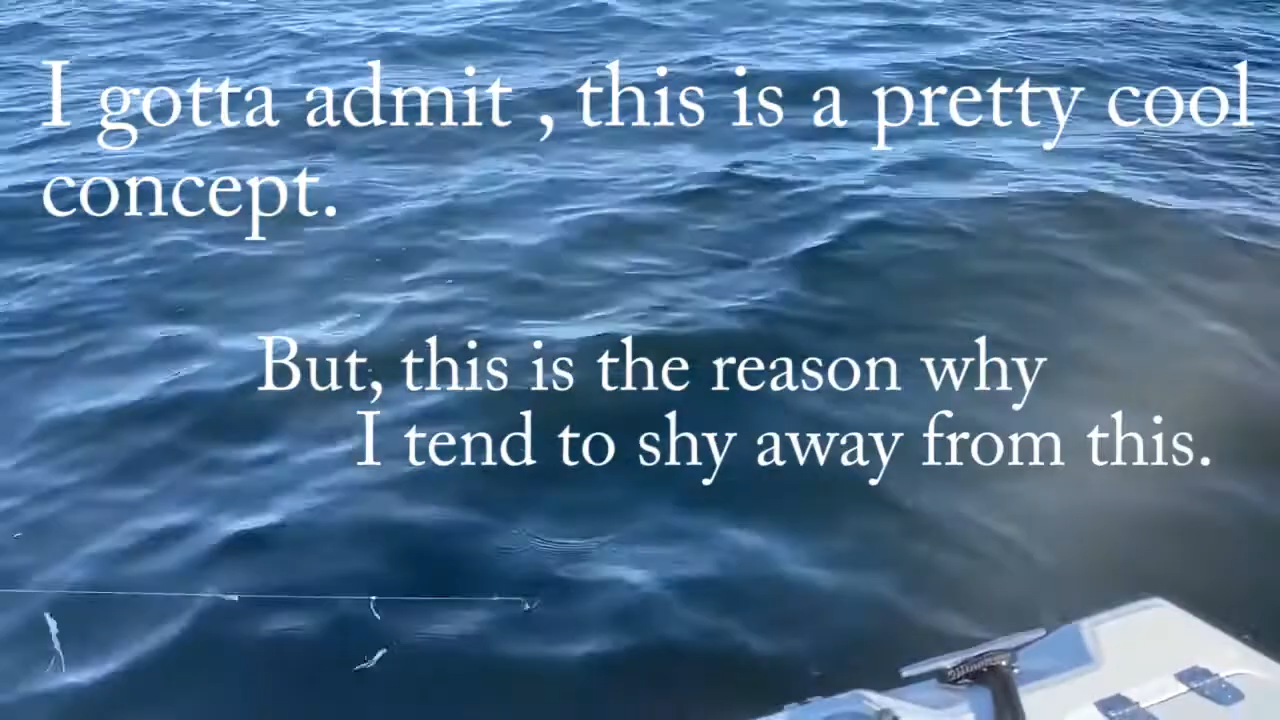 I gotta admit , this is a pretty cool
concept.
But, this is the reason why
I tend to shy away from this.